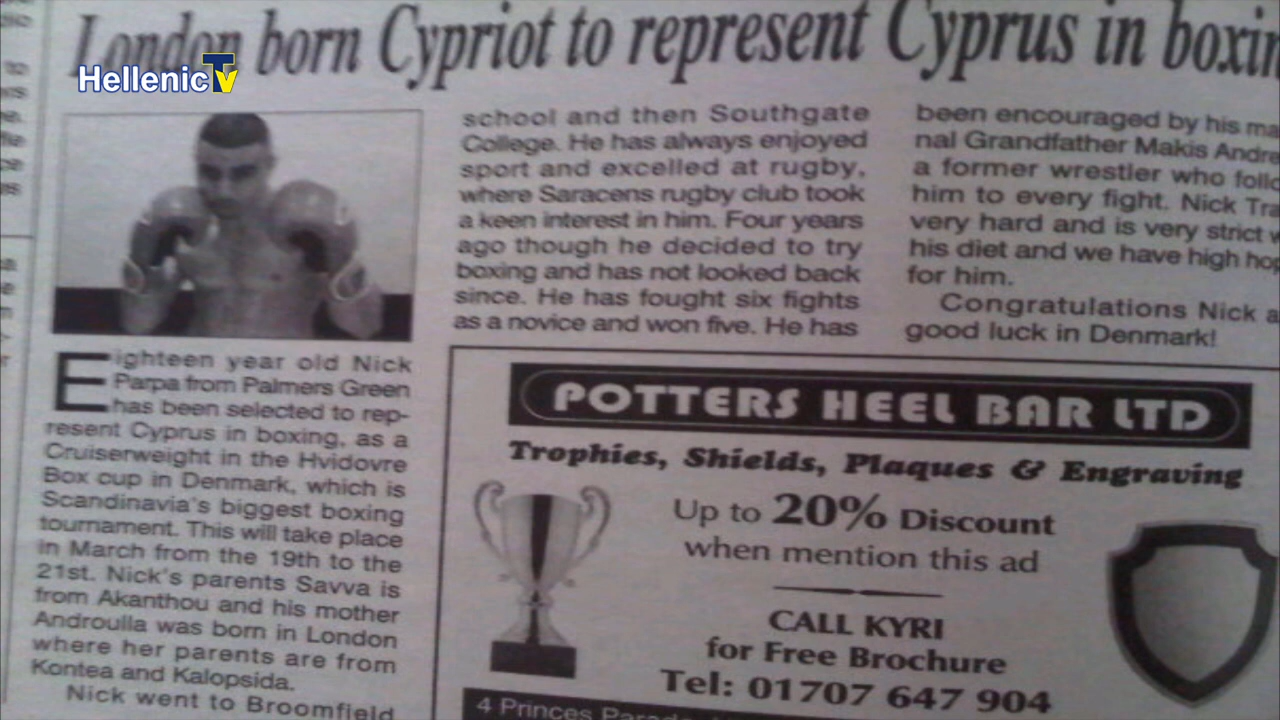 London born Cypriot to represent Cyprus in
HellenicTV
Eighteen year old Nick
Parpa from Palmers Green
has been selected to rep-
resent Cyprus in boxing, as a
Cruiserweight in the Hvidovre
Box cup in Denmark, which is
Scandinavia's biggest boxing
tournament. This will take place
in March from the 19th to the
21st. Nick's parents Savva is
from Akanthou and his mother
Androulla was born in London
where her parents are from
Kontea and Kalopsida.
Nick went to Broomfield
school and then Southgate
College. He has always enjoyed
sport and excelled at rugby,
where Saracens rugby club took
a keen interest in him. Four years
ago though he decided to try
boxing and has not looked back
since. He has fought six fights
as a novice and won five. He has
been encouraged by his
nal Grandfather Makis
a former wrestler who
him to every fight. Nick
very hard and is very strict
his diet and we have high
for him.
Congratulations Nick
good luck in Denmark!
POTTERS HEEL BAR LTD
Trophies, Shields, Plaques & Engraving
Up to 20% Discount
when mention this ad
CALL KYRI
for Free Brochure
Tel: 01707 647 904
4 Princes